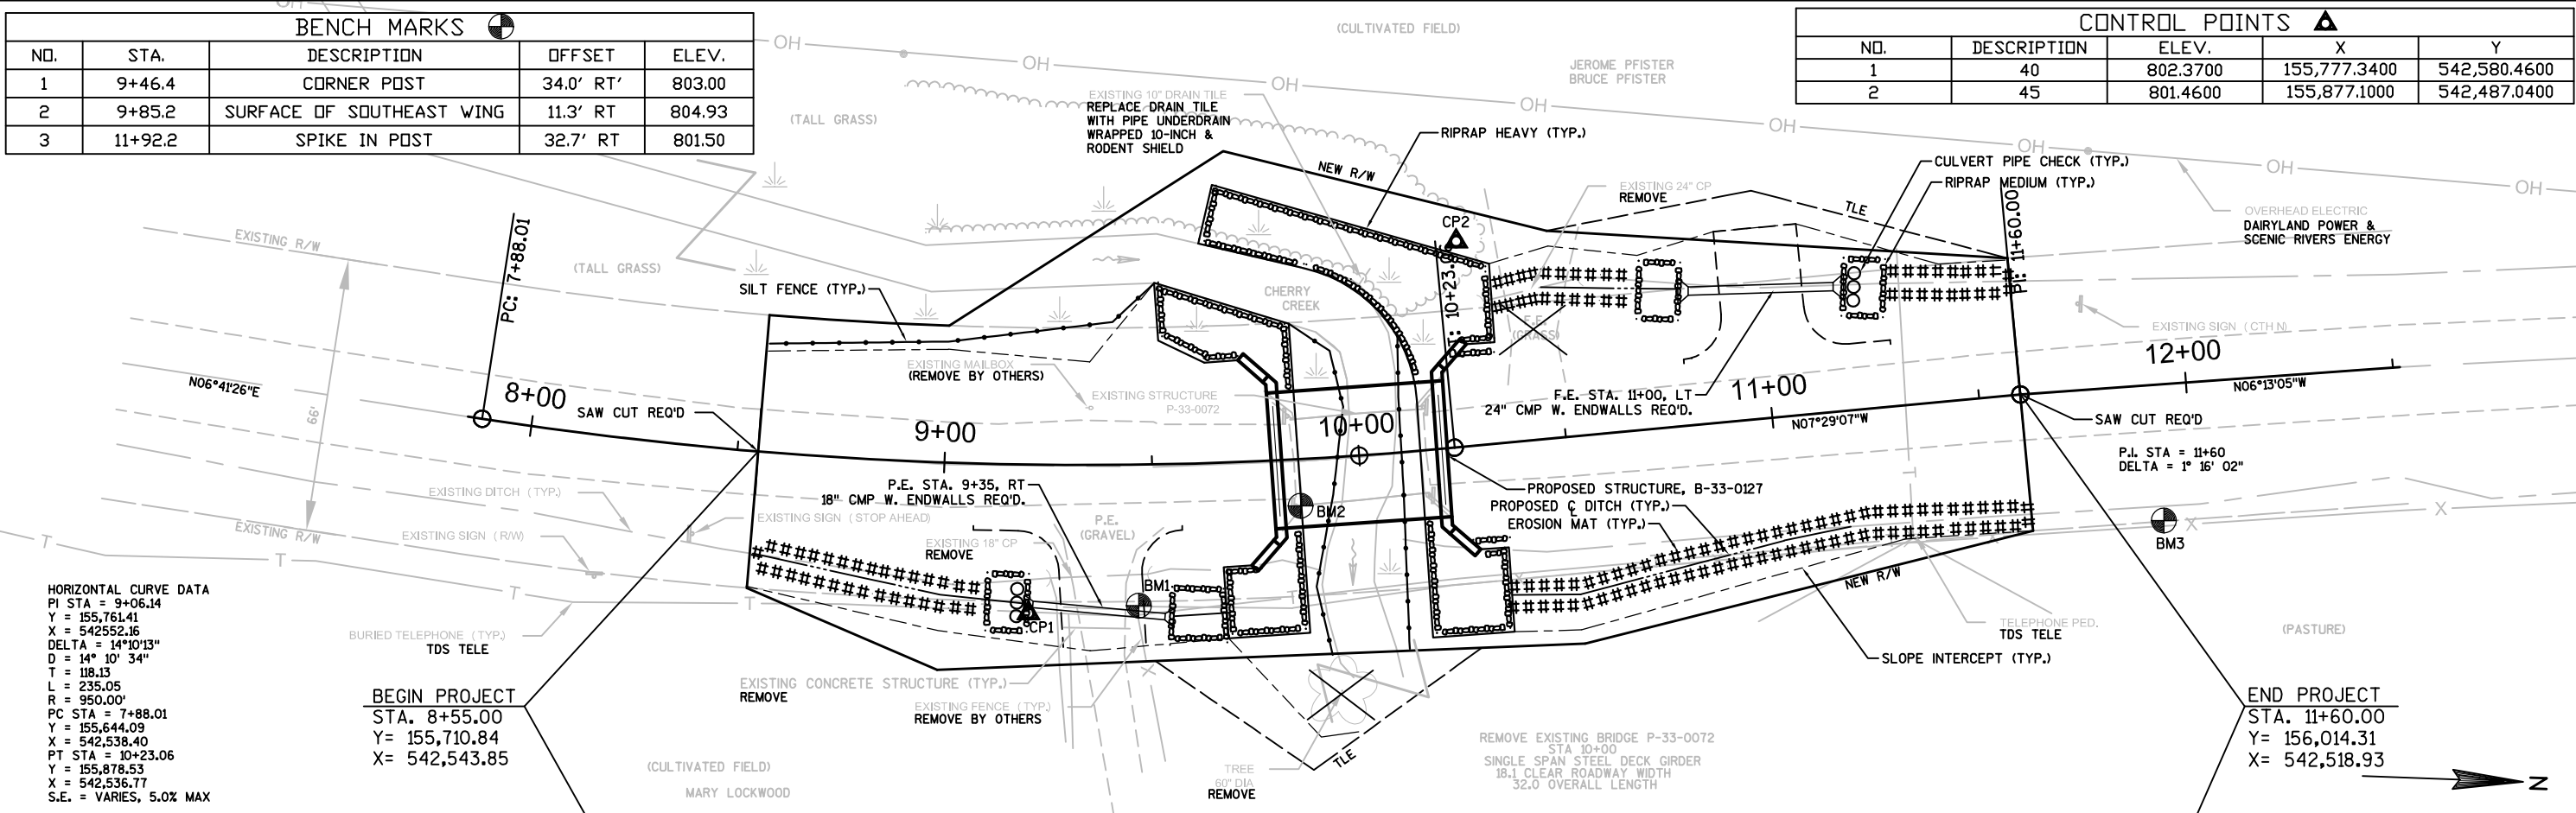 BENCH MARKS
NO. STA. DESCRIPTION OFFSET ELEV.
1 9+46.4 CORNER POST 34.0' RT' 803.00
2 9+85.2 SURFACE OF SOUTHEAST WING 11.3' RT 804.93
3 11+92.2 SPIKE IN POST 32.7' RT 801.50
CONTROL POINTS
NO. DESCRIPTION ELEV. X Y
1 40 802.3700 155,777.3400 542,580.4600
2 45 801.4600 155,877.1000 542,487.0400
OH
OH
OH
OH
OH
OH
OH
OH
OH
(CULTIVATED FIELD)
JEROME PFISTER
BRUCE PFISTER
(TALL GRASS)
EXISTING 10" DRAIN TILE
REPLACE DRAIN TILE
WITH PIPE UNDERDRAIN
WRAPPED 10-INCH &
RODENT SHIELD
RIPRAP HEAVY (TYP.)
NEW R/W
EXISTING 24" CP
REMOVE
TLE
CULVERT PIPE CHECK (TYP.)
RIPRAP MEDIUM (TYP.)
OVERHEAD ELECTRIC
DAIRYLAND POWER &
SCENIC RIVERS ENERGY
EXISTING R/W
PC: 7+88.01
(TALL GRASS)
SILT FENCE (TYP.)
CHERRY
CREEK
CP2
10+23.0
F.E.
(GRASS)
PI: 11+60.00
EXISTING SIGN (CTH N)
66'
N06°41'26"E
8+00
SAW CUT REQ'D
EXISTING MAILBOX
(REMOVE BY OTHERS)
EXISTING STRUCTURE
P-33-0072
9+00
10+00
F.E. STA. 11+00, LT
24" CMP W. ENDWALLS REQ'D.
11+00
N07°29'07"W
12+00
N06°13'05"W
SAW CUT REQ'D
P.I. STA = 11+60
DELTA = 1° 16' 02"
EXISTING DITCH (TYP.)
EXISTING SIGN (STOP AHEAD)
EXISTING SIGN (R/W)
EXISTING R/W
P.E. STA. 9+35, RT
18" CMP W. ENDWALLS REQ'D.
P.E.
(GRAVEL)
EXISTING 18" CP
REMOVE
BM2
PROPOSED STRUCTURE, B-33-0127
PROPOSED ℄ DITCH (TYP.)
EROSION MAT (TYP.)
BM1
CP1
T
T
T
T
T
X
X
X
BM3
NEW R/W
HORIZONTAL CURVE DATA
PI STA = 9+06.14
Y = 155,761.41
X = 542552.16
DELTA = 14°10'13"
D = 14° 10' 34"
T = 118.13
L = 235.05
R = 950.00'
PC STA = 7+88.01
Y = 155,644.09
X = 542,538.40
PT STA = 10+23.06
Y = 155,878.53
X = 542,536.77
S.E. = VARIES, 5.0% MAX
BURIED TELEPHONE (TYP.)
TDS TELE
BEGIN PROJECT
STA. 8+55.00
Y= 155,710.84
X= 542,543.85
EXISTING CONCRETE STRUCTURE (TYP.)
REMOVE
EXISTING FENCE (TYP.)
REMOVE BY OTHERS
(CULTIVATED FIELD)
MARY LOCKWOOD
TREE
60" DIA
REMOVE
TLE
REMOVE EXISTING BRIDGE P-33-0072
STA 10+00
SINGLE SPAN STEEL DECK GIRDER
18.1 CLEAR ROADWAY WIDTH
32.0 OVERALL LENGTH
TELEPHONE PED.
TDS TELE
SLOPE INTERCEPT (TYP.)
(PASTURE)
END PROJECT
STA. 11+60.00
Y= 156,014.31
X= 542,518.93
N